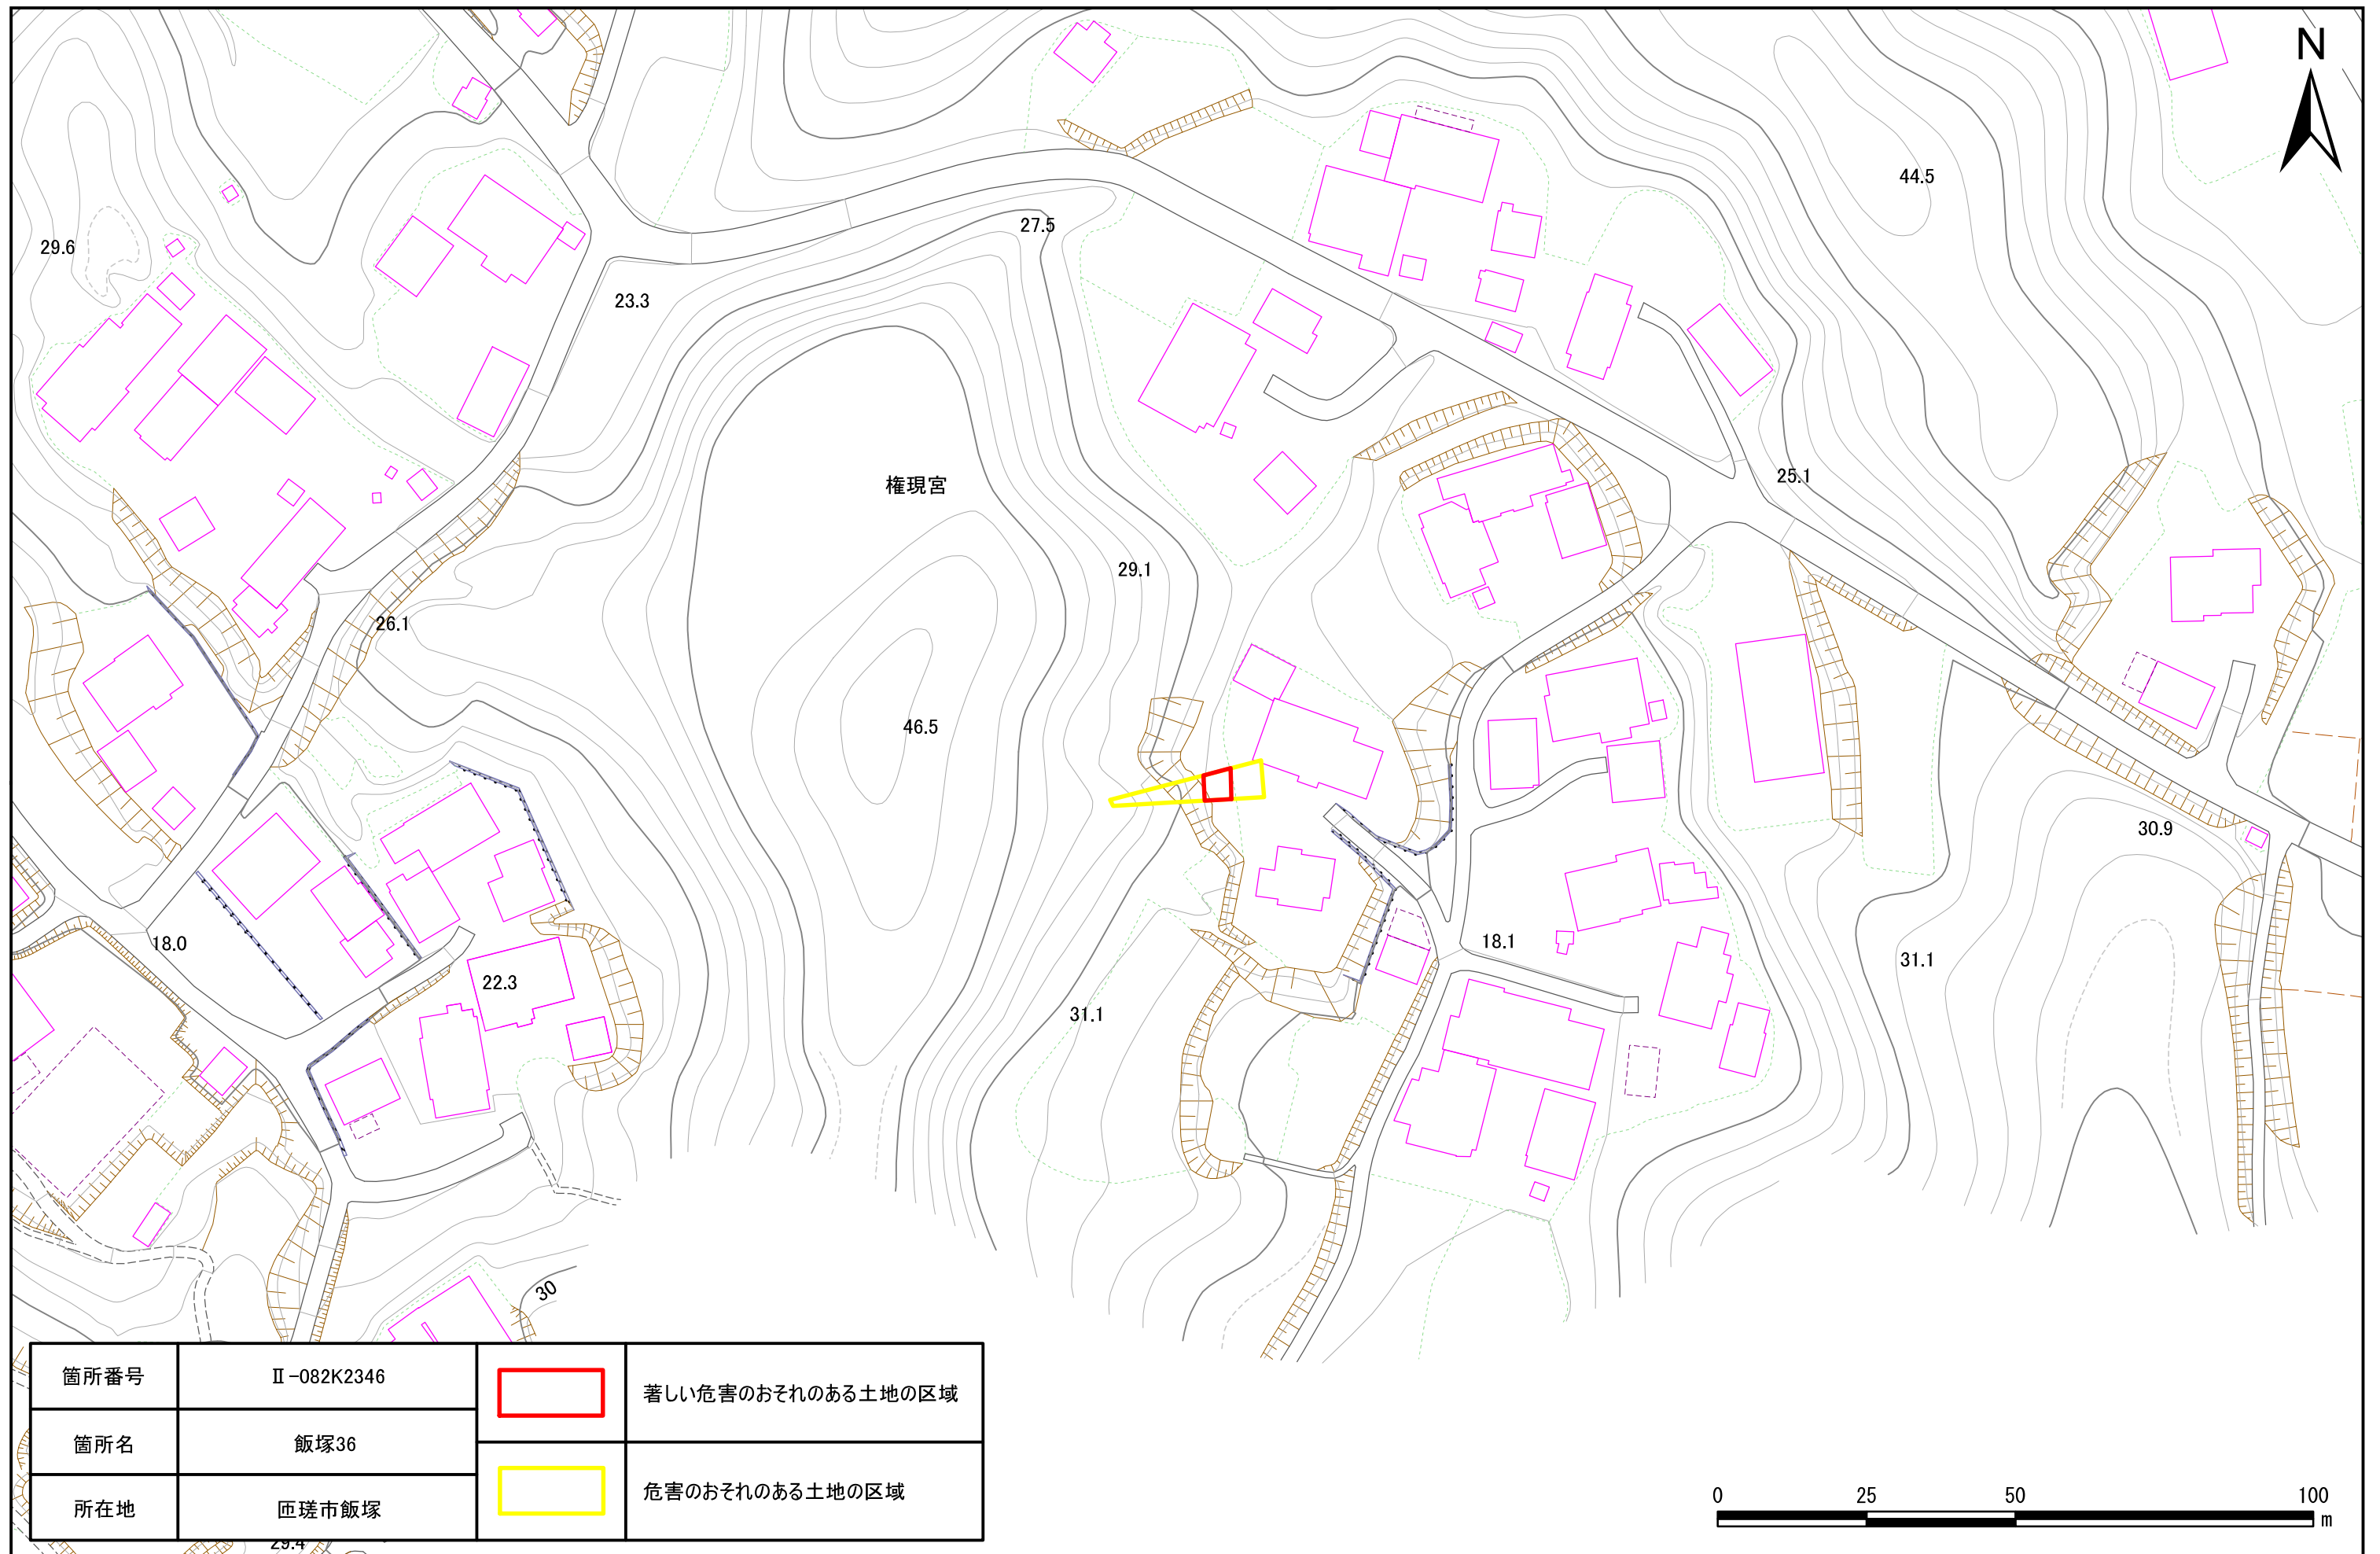 N
44.5
27.5
29.6
23.3
25.1
権現宮
29.1
26.1
46.5
30.9
18.0
18.1
31.1
22.3
31.1
30
箇所番号
Ⅱ-082K2346
著しい危害のおそれのある土地の区域
箇所名
飯塚36
危害のおそれのある土地の区域
所在地
匝瑳市飯塚
0 25 50 100
m
29.4